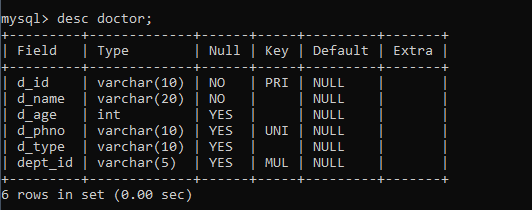 mysql> desc doctor;
+---------+-------------+------+-----+---------+-------+
| Field   | Type        | Null | Key | Default | Extra |
+---------+-------------+------+-----+---------+-------+
| d_id    | varchar(10) | NO   | PRI | NULL    |       |
| d_name  | varchar(20) | NO   |     | NULL    |       |
| d_age   | int         | YES  |     | NULL    |       |
| d_phno  | varchar(10) | YES  | UNI | NULL    |       |
| d_type  | varchar(10) | YES  |     | NULL    |       |
| dept_id | varchar(5)  | YES  | MUL | NULL    |       |
+---------+-------------+------+-----+---------+-------+
6 rows in set (0.00 sec)